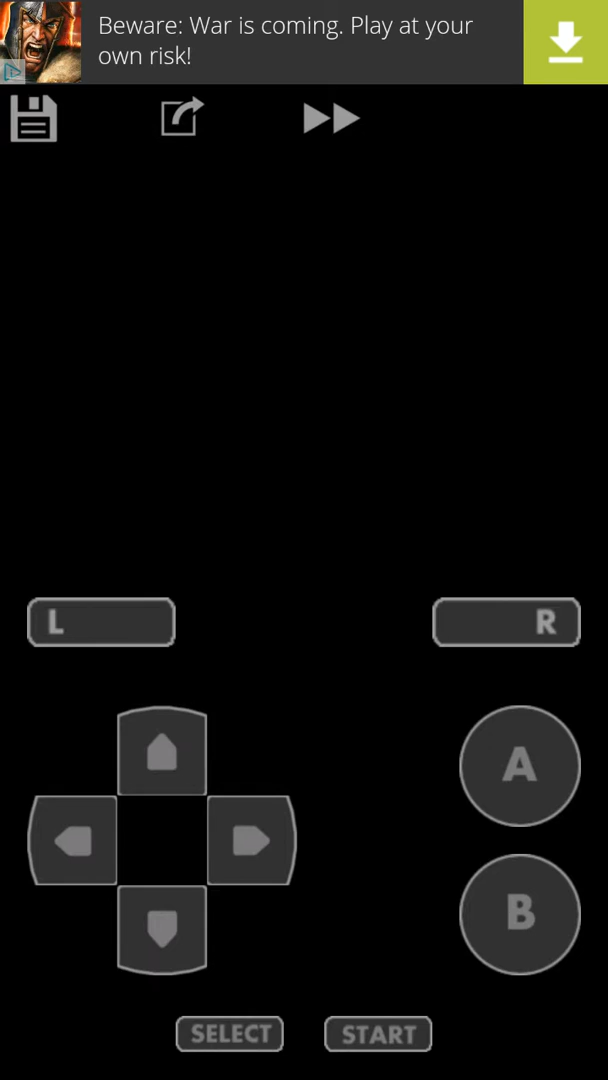 Beware: War is coming. Play at your
own risk!
L
R
A
B
SELECT
START